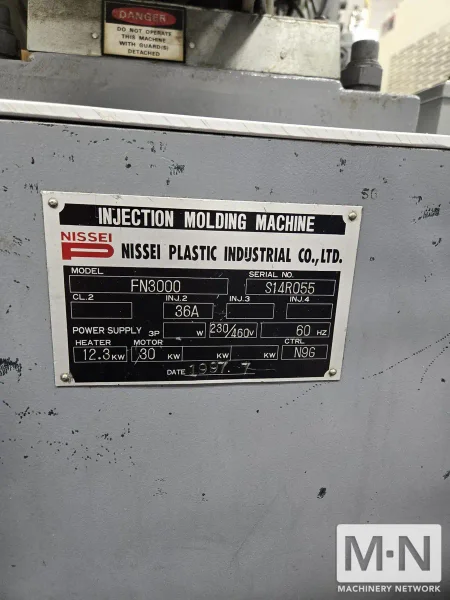 DANGER
DO NOT OPERATE
THIS MACHINE
WITH GUARD(S)
DETACHED
INJECTION MOLDING MACHINE
NISSEI
NISSEI PLASTIC INDUSTRIAL CO., LTD.
MODEL FN3000 SERIAL NO. S14R055
CL.2 INJ.2 36A INJ.3 INJ.4
POWER SUPPLY 3P W 230/460V 60 HZ
HEATER 12.3KW MOTOR 30 KW KW KW CTRL N9G
DATE 1997. 7
M·N
MACHINERY NETWORK